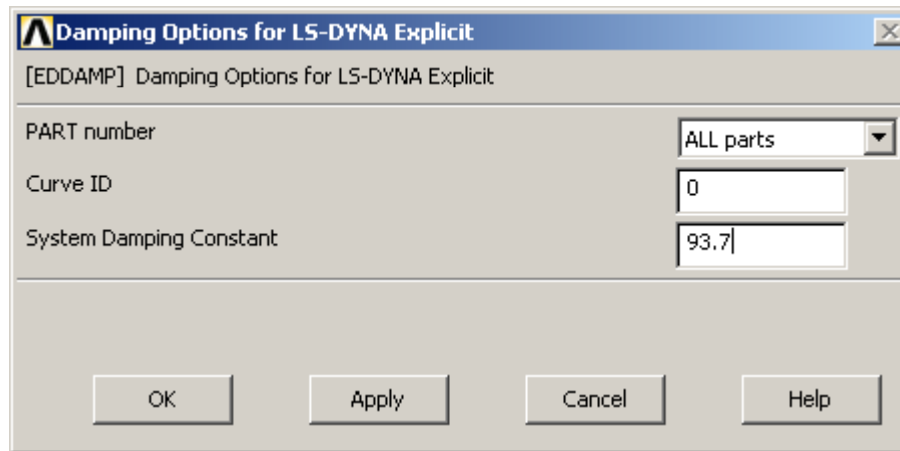 Damping Options for LS-DYNA Explicit
[EDDAMP] Damping Options for LS-DYNA Explicit
PART number ALL parts
Curve ID 0
System Damping Constant 93.7
OK Apply Cancel Help